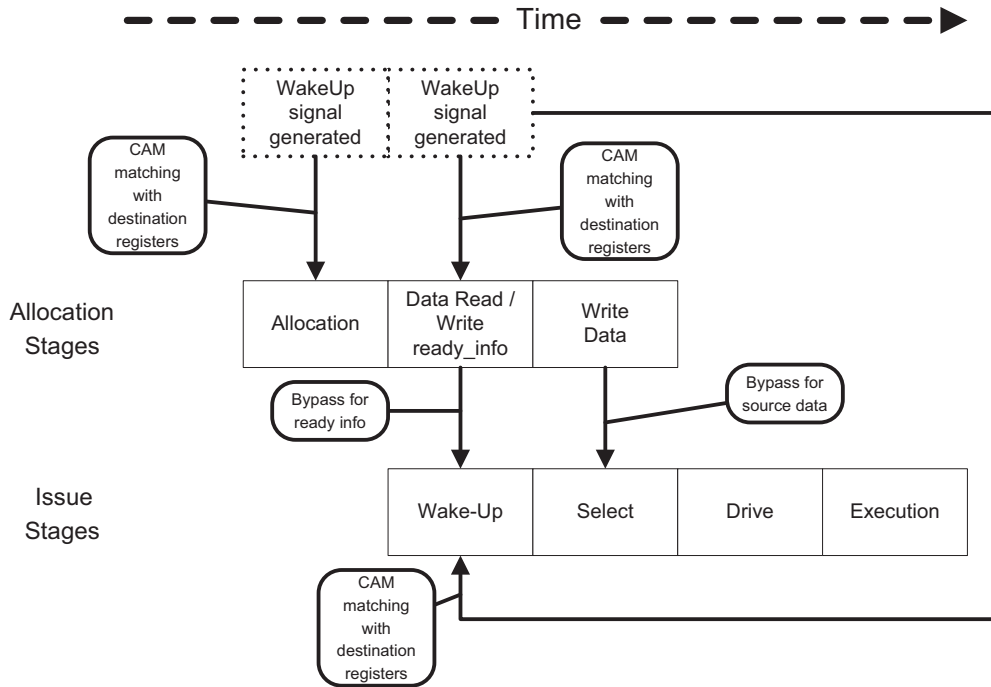 Time
WakeUp
signal
generated
WakeUp
signal
generated
CAM
matching
with
destination
registers
CAM
matching
with
destination
registers
Allocation
Stages
Allocation
Data Read /
Write
ready_info
Write
Data
Bypass for
ready info
Bypass for
source data
Issue
Stages
Wake-Up
Select
Drive
Execution
CAM
matching
with
destination
registers